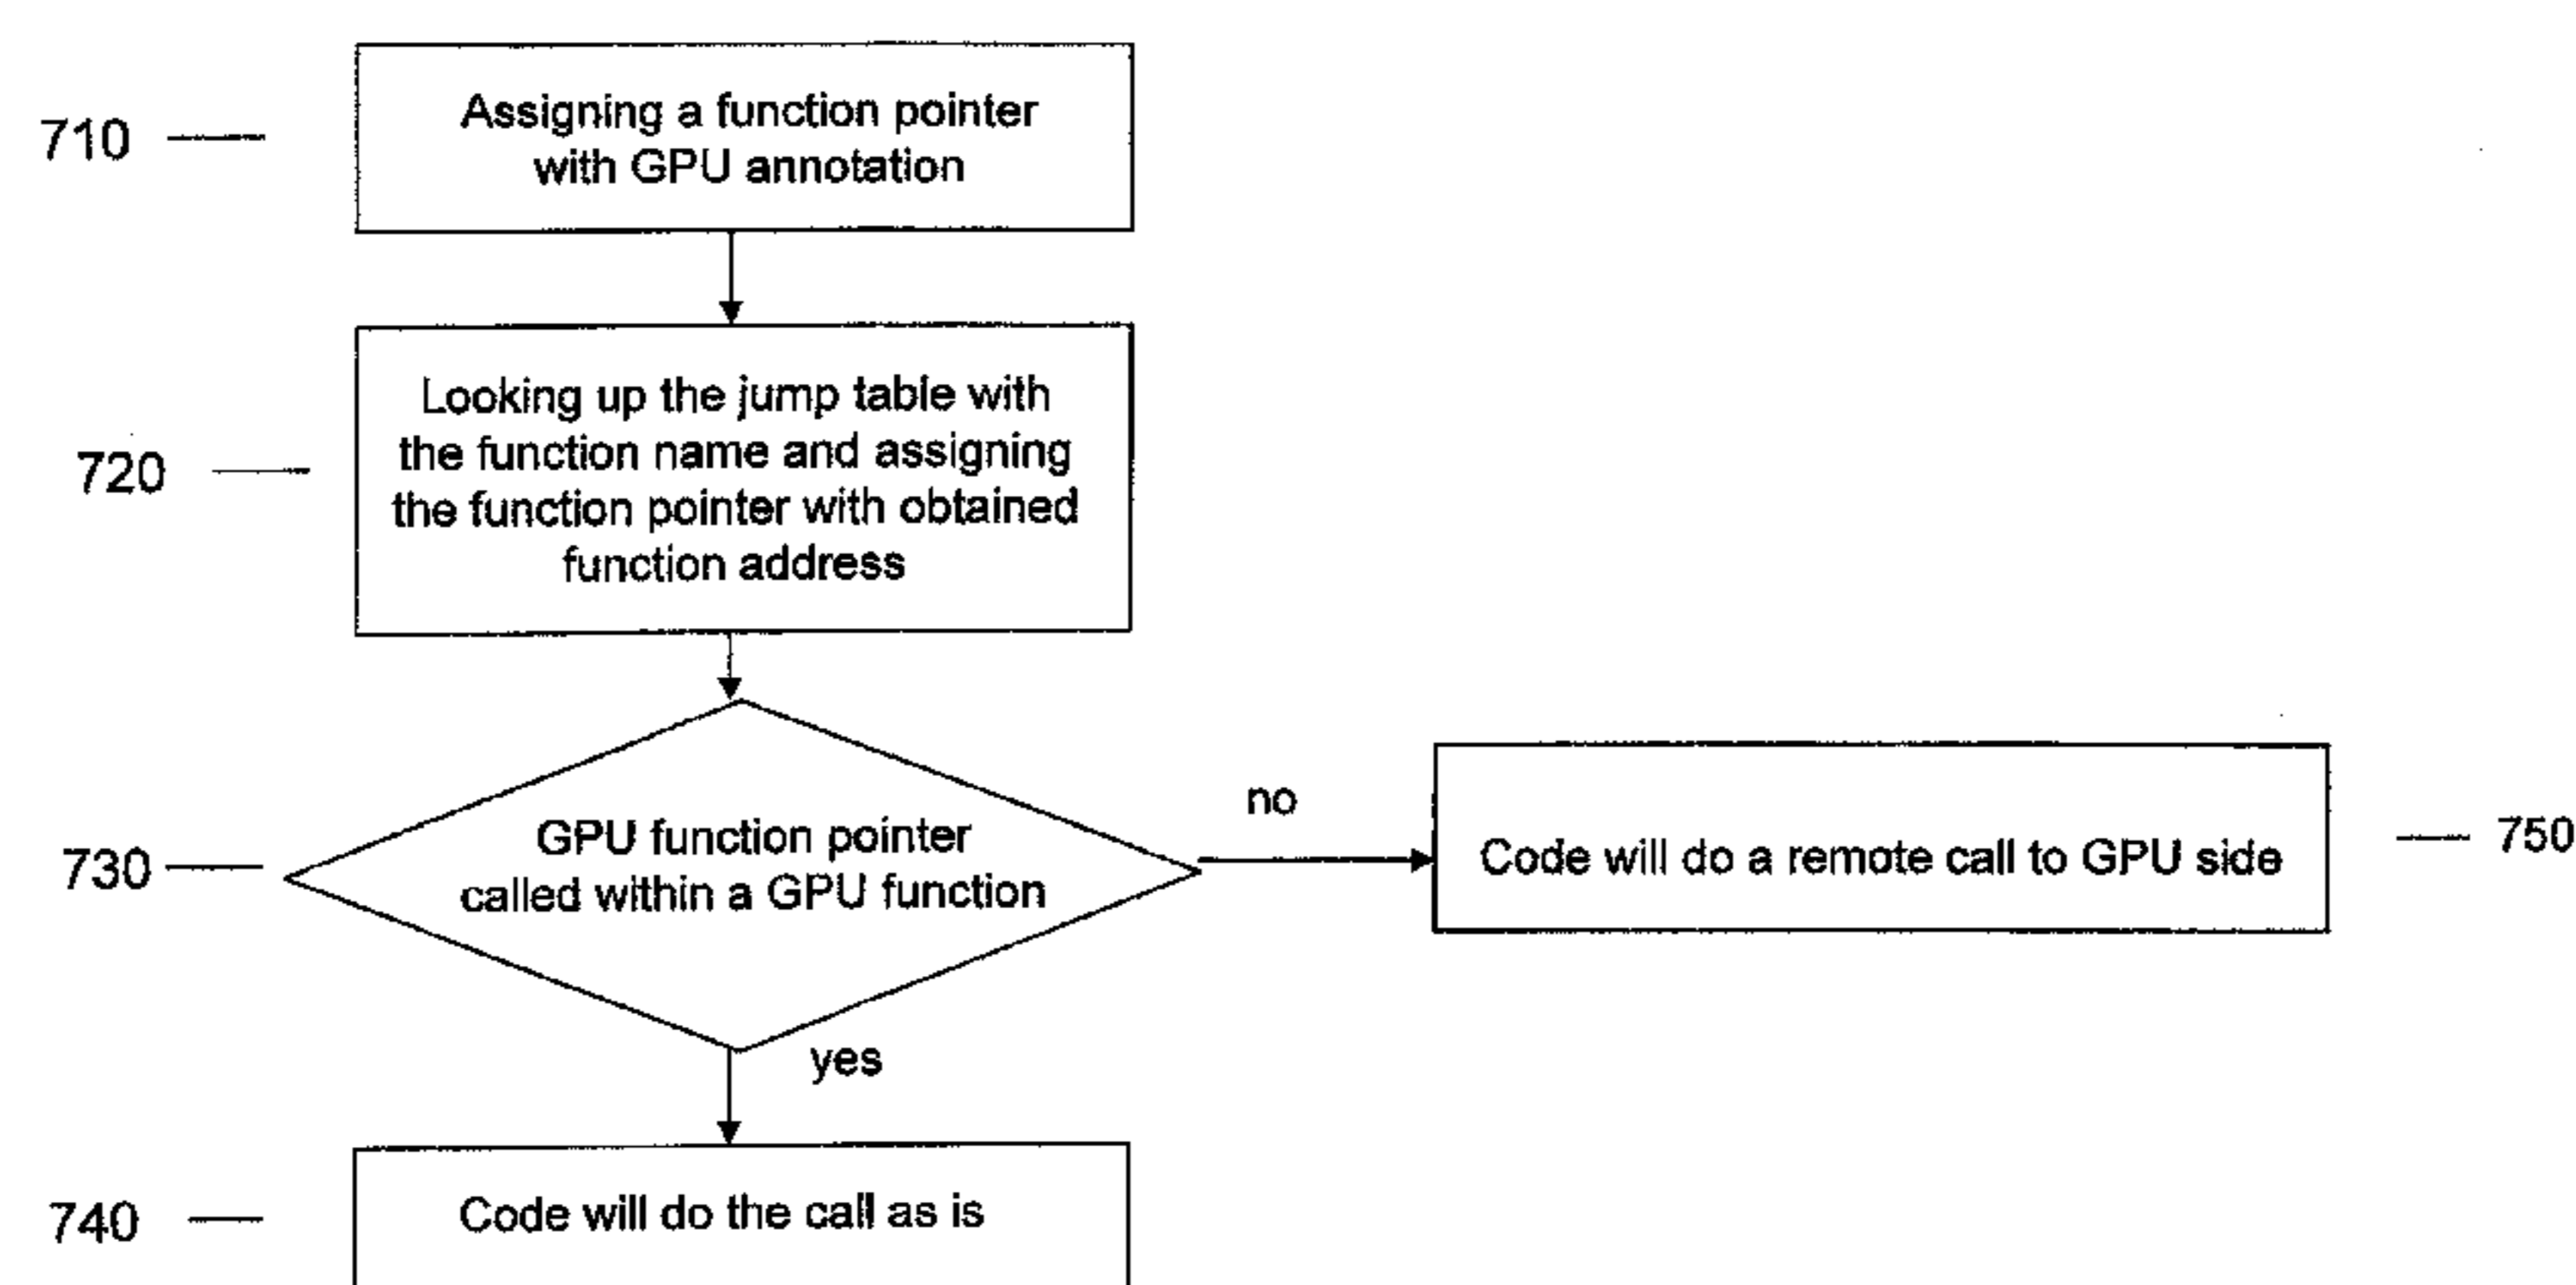 710
Assigning a function pointer
with GPU annotation
720
Looking up the jump table with
the function name and assigning
the function pointer with obtained
function address
730
GPU function pointer
called within a GPU function
no
Code will do a remote call to GPU side
750
yes
740
Code will do the call as is